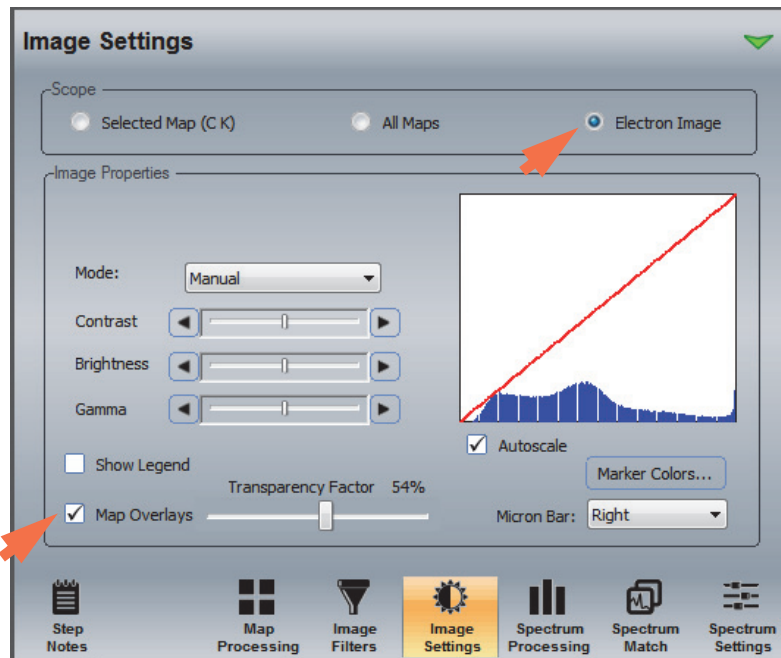 Image Settings
Scope
Selected Map (C K)
All Maps
Electron Image
Image Properties
Mode:
Manual
Contrast
Brightness
Gamma
Autoscale
Show Legend
Marker Colors...
Transparency Factor 54%
Map Overlays
Micron Bar:
Right
Step
Notes
Map
Processing
Image
Filters
Image
Settings
Spectrum
Processing
Spectrum
Match
Spectrum
Settings